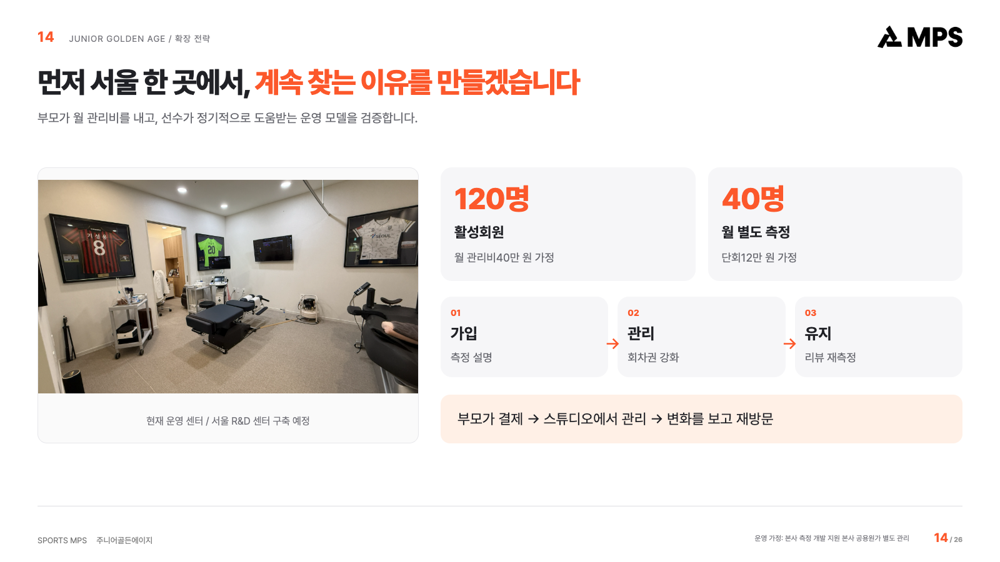 14 JUNIOR GOLDEN AGE / 확장 전략
MPS
먼저 서울 한 곳에서, 계속 찾는 이유를 만들겠습니다
부모가 월 관리비를 내고, 선수가 정기적으로 도움받는 운영 모델을 검증합니다.
기성용
8
20
SEOUL
현재 운영 센터 / 서울 R&D 센터 구축 예정
120명
활성회원
월 관리비40만 원 가정
40명
월 별도 측정
단회12만 원 가정
01
가입
측정 설명
→
02
관리
회차권 강화
→
03
유지
리뷰 재측정
부모가 결제 → 스튜디오에서 관리 → 변화를 보고 재방문
SPORTS MPS 주니어골든에이지
운영 가정: 본사 측정 개발 지원 본사 공용원가 별도 관리
14 / 26